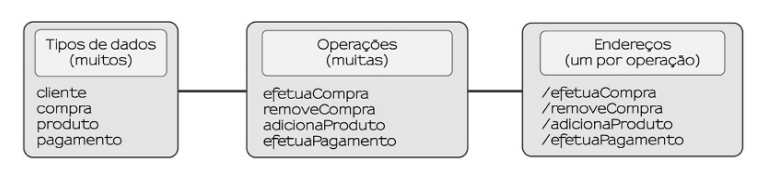 Tipos de dados
(muitos)
cliente
compra
produto
pagamento
Operações
(muitas)
efetuaCompra
removeCompra
adicionaProduto
efetuaPagamento
Endereços
(um por operação)
/efetuaCompra
/removeCompra
/adicionaProduto
/efetuaPagamento